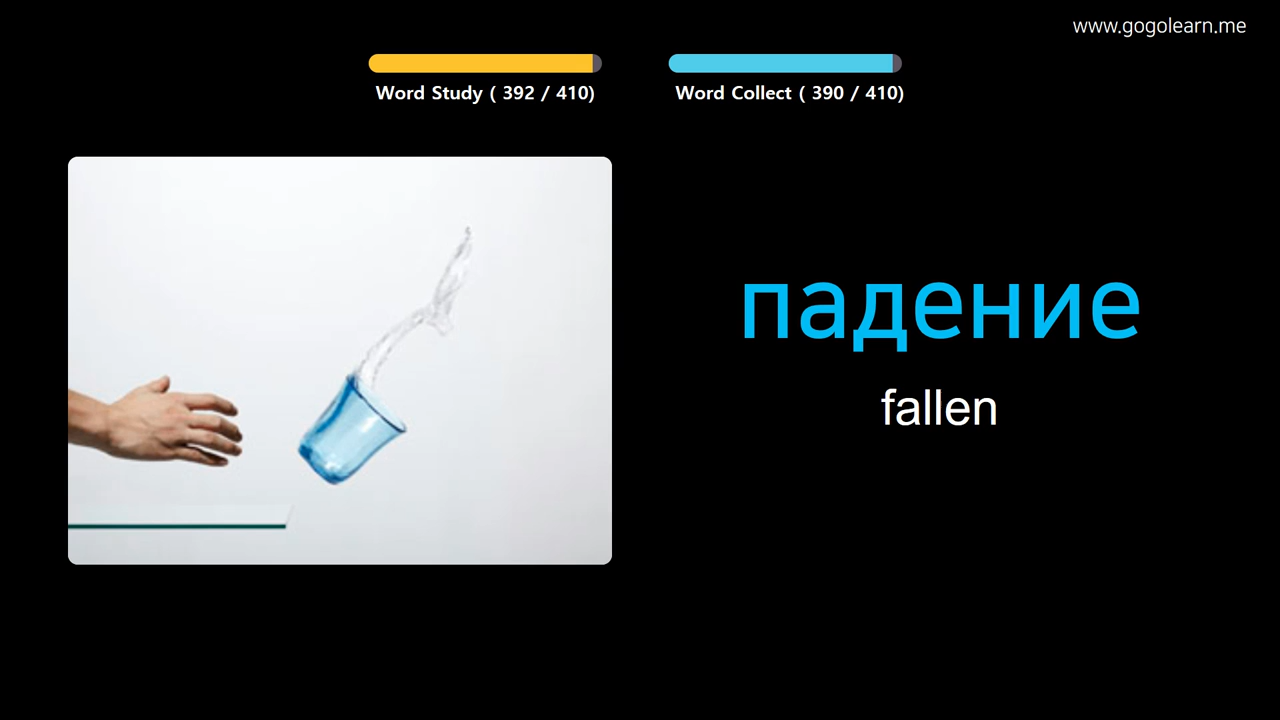 www.gogolearn.me
Word Study ( 392 / 410)
Word Collect ( 390 / 410)
падение
fallen